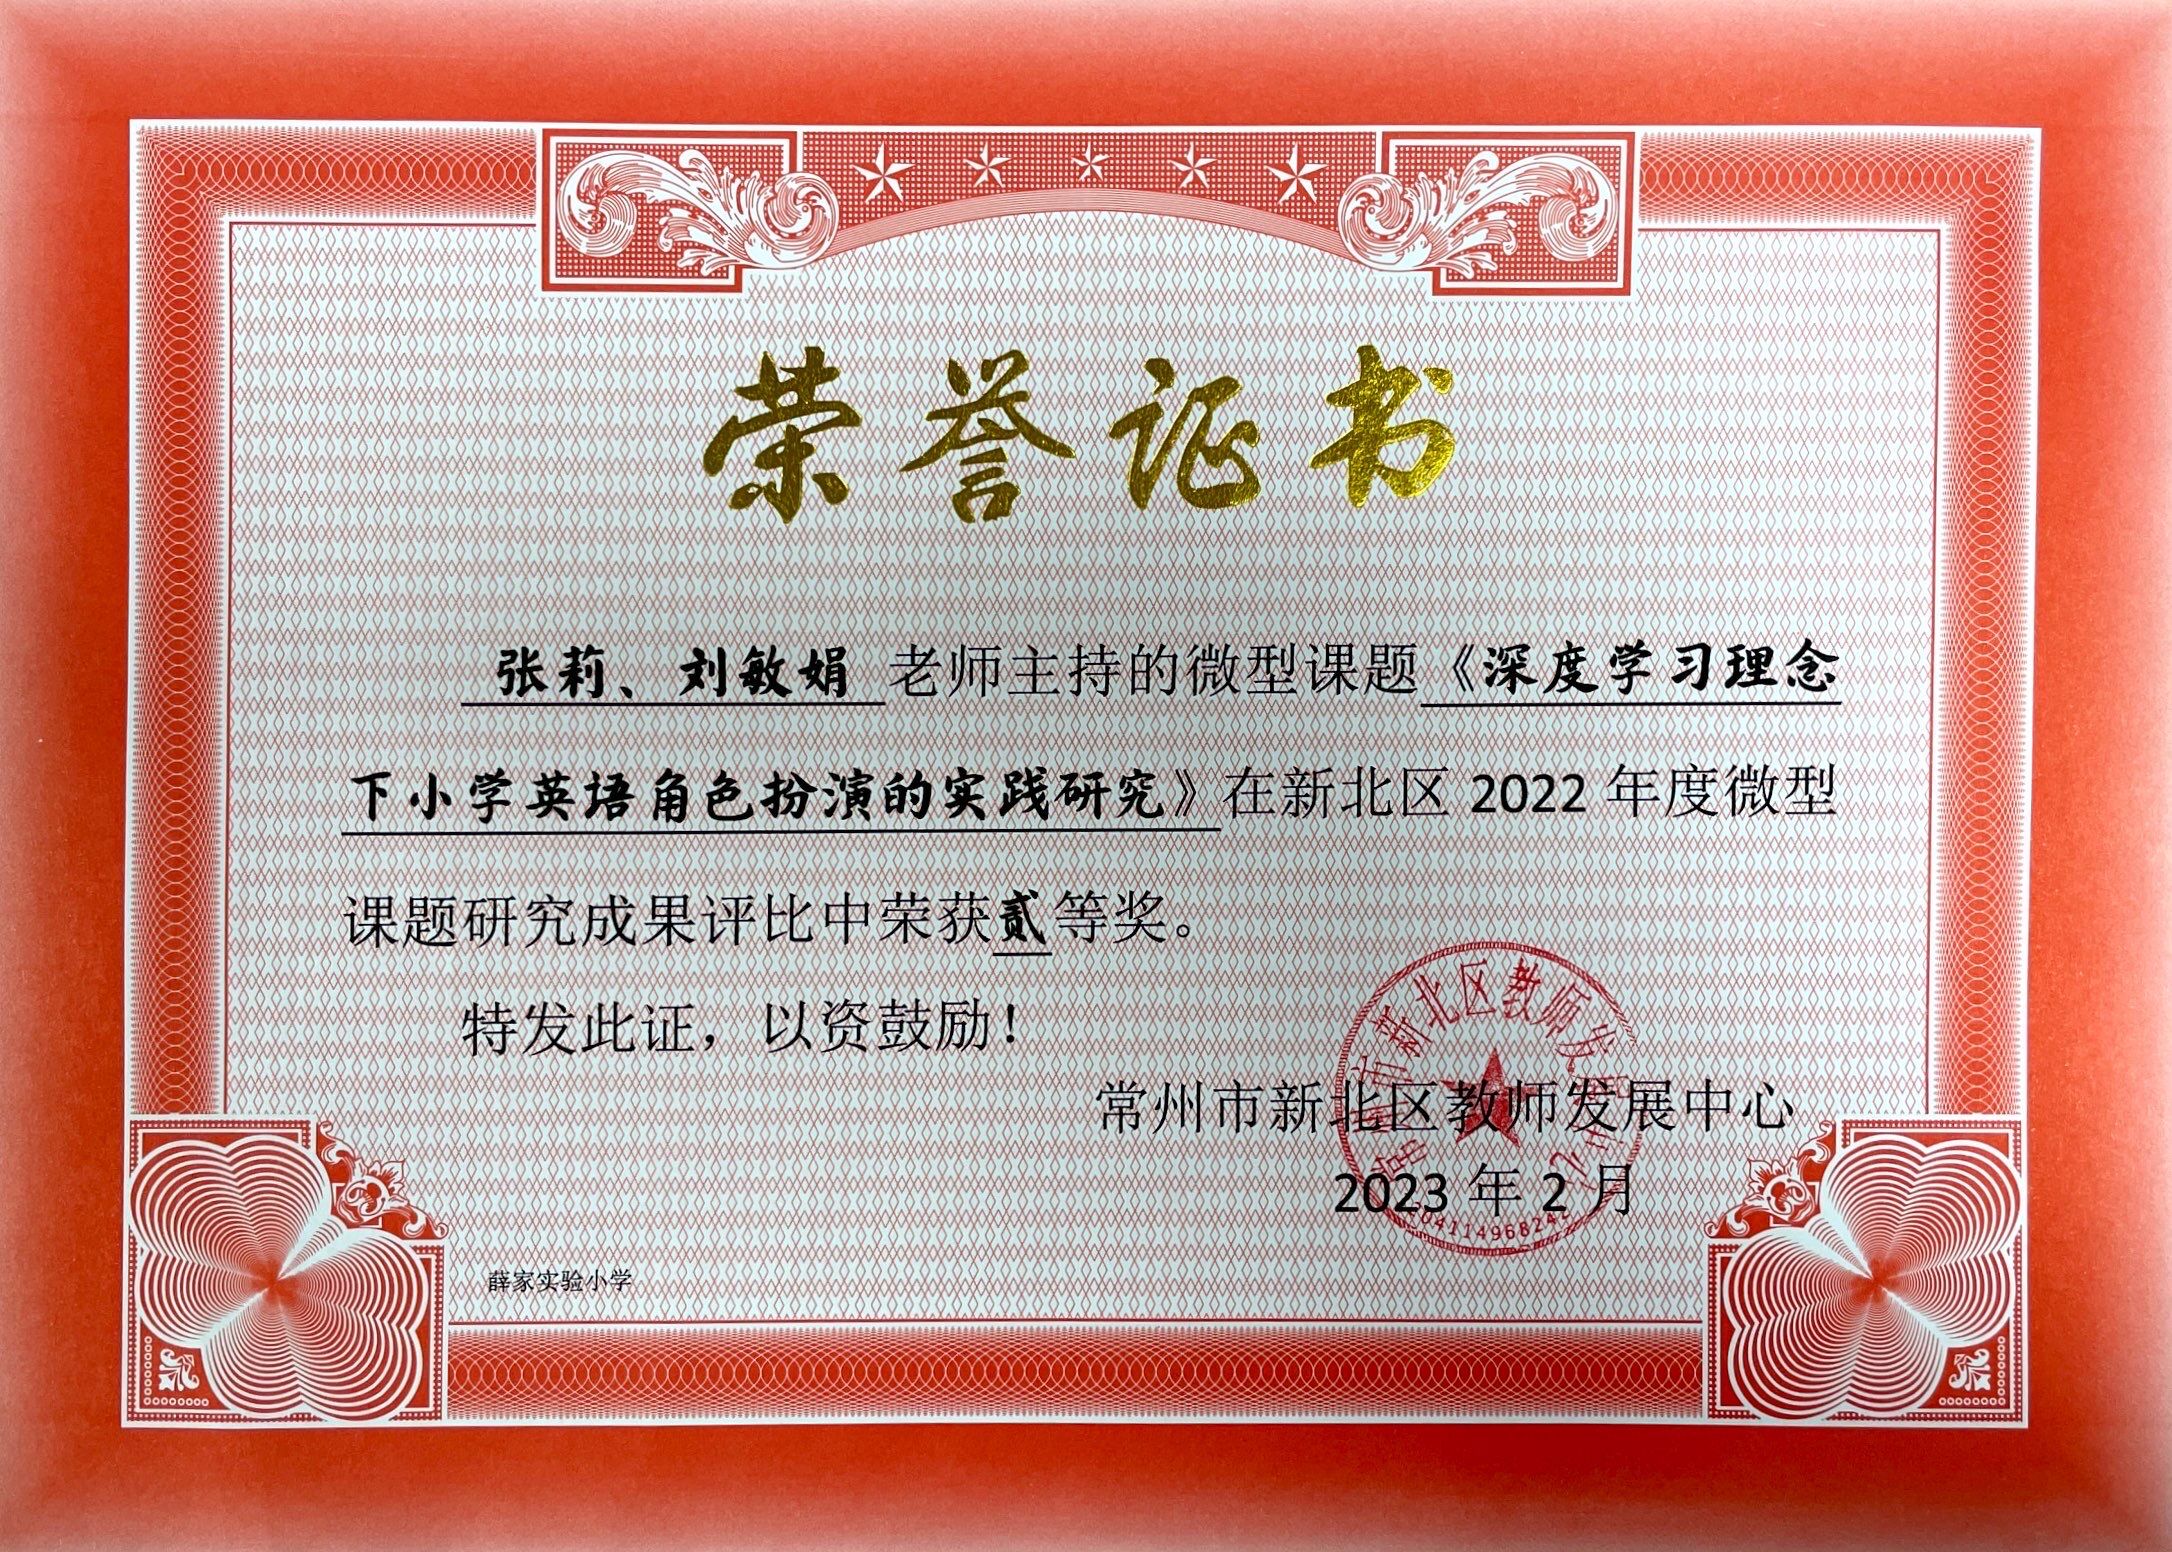 荣誉证书
张莉、刘敏娟 老师主持的微型课题《深度学习理念
下小学英语角色扮演的实践研究》在新北区 2022 年度微型
课题研究成果评比中荣获贰等奖。
特发此证，以资鼓励！
常州市新北区教师发展中心
2023 年 2 月
薛家实验小学